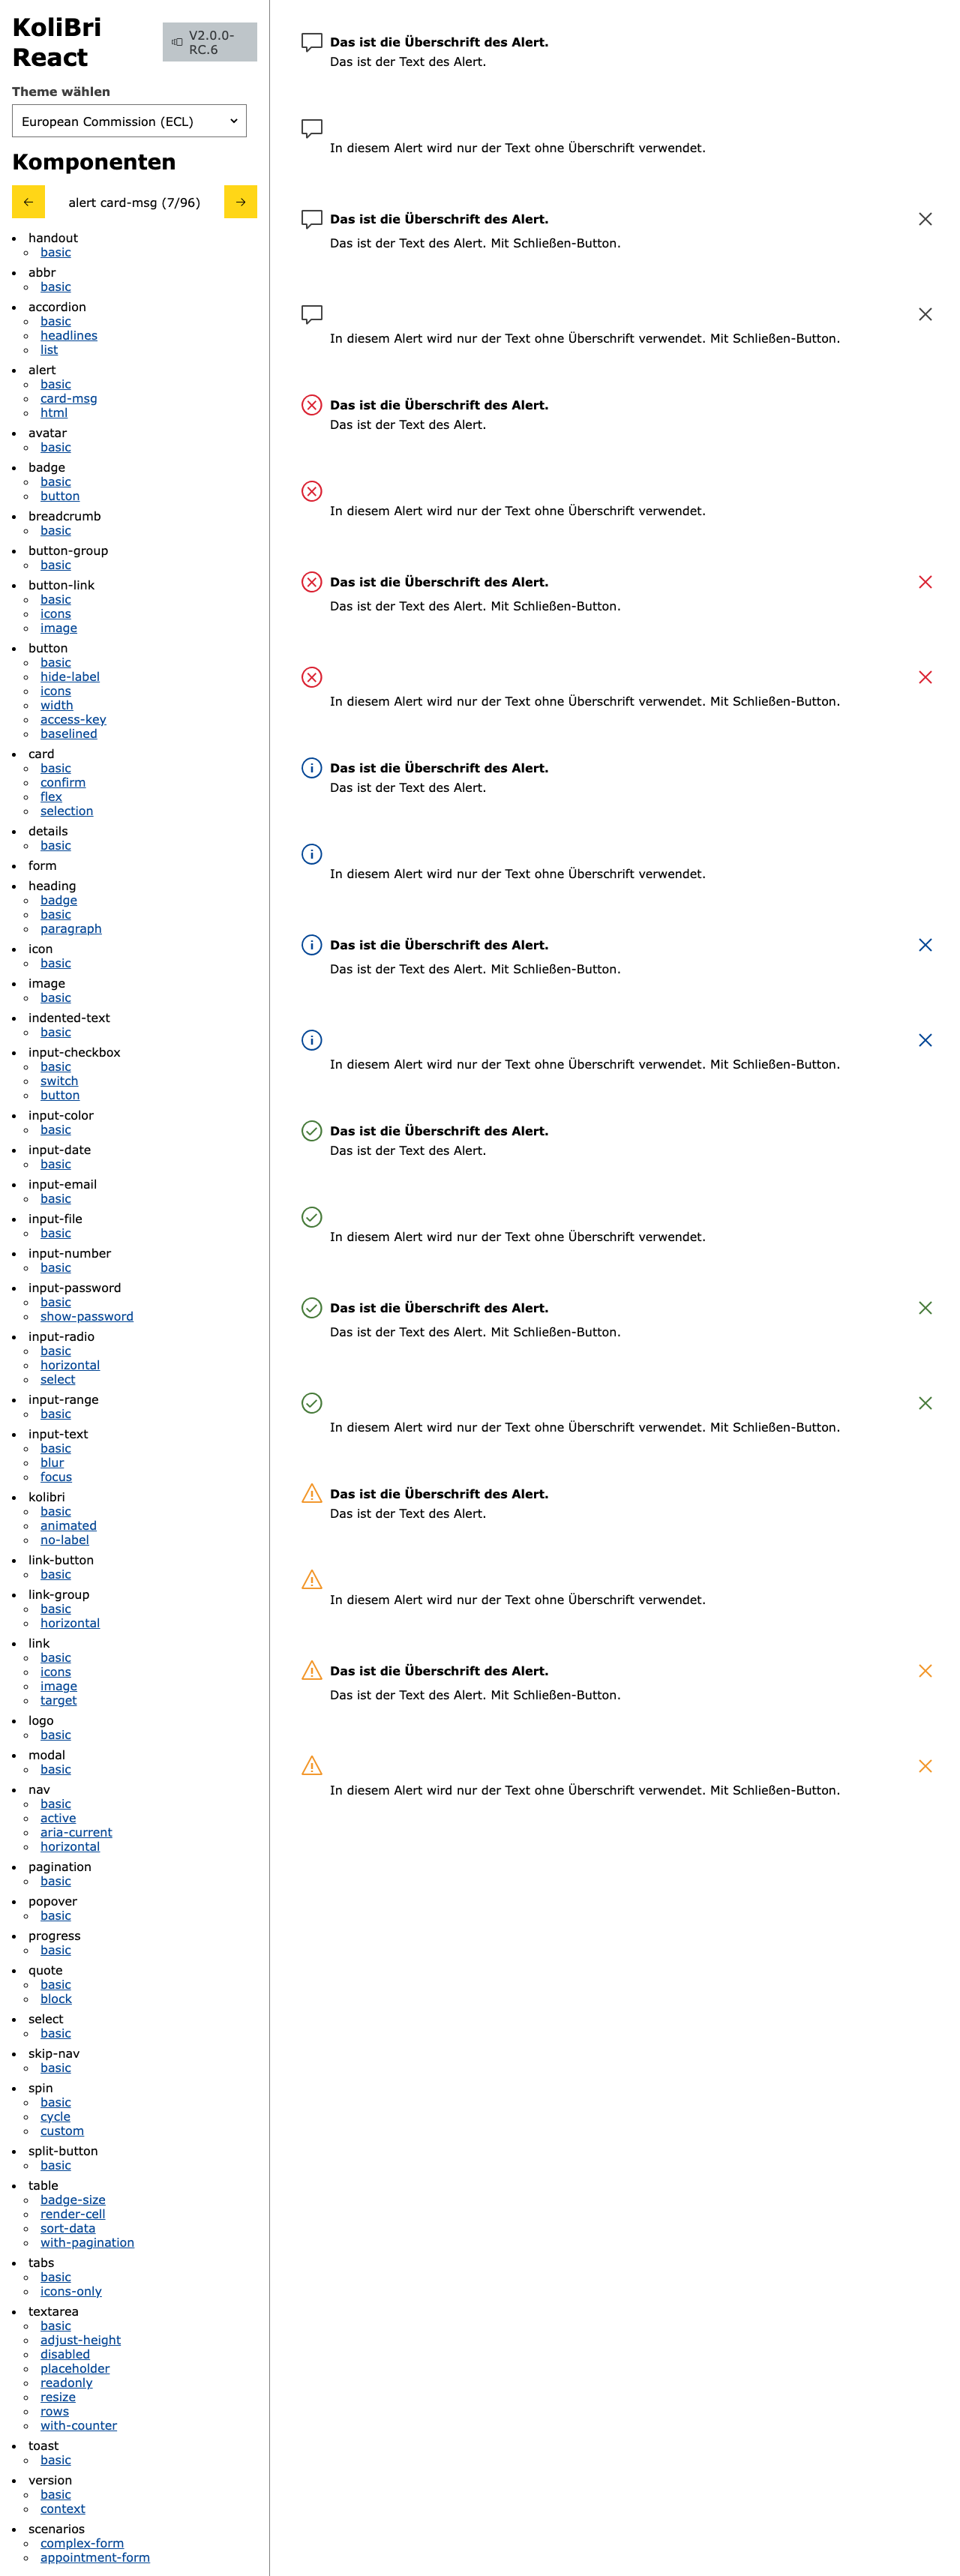 KoliBri
React
V2.0.0-
RC.6
Theme wählen
European Commission (ECL)
Komponenten
alert card-msg (7/96)
handout
basic
abbr
basic
accordion
basic
headlines
list
alert
basic
card-msg
html
avatar
basic
badge
basic
button
breadcrumb
basic
button-group
basic
button-link
basic
icons
image
button
basic
hide-label
icons
width
access-key
baselined
card
basic
confirm
flex
selection
details
basic
form
heading
badge
basic
paragraph
icon
basic
image
basic
indented-text
basic
input-checkbox
basic
switch
button
input-color
basic
input-date
basic
input-email
basic
input-file
basic
input-number
basic
input-password
basic
show-password
input-radio
basic
horizontal
select
input-range
basic
input-text
basic
blur
focus
kolibri
basic
animated
no-label
link-button
basic
link-group
basic
horizontal
link
basic
icons
image
target
logo
basic
modal
basic
nav
basic
active
aria-current
horizontal
pagination
basic
popover
basic
progress
basic
quote
basic
block
select
basic
skip-nav
basic
spin
basic
cycle
custom
split-button
basic
table
badge-size
render-cell
sort-data
with-pagination
tabs
basic
icons-only
textarea
basic
adjust-height
disabled
placeholder
readonly
resize
rows
with-counter
toast
basic
version
basic
context
scenarios
complex-form
appointment-form
Das ist die Überschrift des Alert.
Das ist der Text des Alert.
In diesem Alert wird nur der Text ohne Überschrift verwendet.
Das ist die Überschrift des Alert.
Das ist der Text des Alert. Mit Schließen-Button.
In diesem Alert wird nur der Text ohne Überschrift verwendet. Mit Schließen-Button.
Das ist die Überschrift des Alert.
Das ist der Text des Alert.
In diesem Alert wird nur der Text ohne Überschrift verwendet.
Das ist die Überschrift des Alert.
Das ist der Text des Alert. Mit Schließen-Button.
In diesem Alert wird nur der Text ohne Überschrift verwendet. Mit Schließen-Button.
Das ist die Überschrift des Alert.
Das ist der Text des Alert.
In diesem Alert wird nur der Text ohne Überschrift verwendet.
Das ist die Überschrift des Alert.
Das ist der Text des Alert. Mit Schließen-Button.
In diesem Alert wird nur der Text ohne Überschrift verwendet. Mit Schließen-Button.
Das ist die Überschrift des Alert.
Das ist der Text des Alert.
In diesem Alert wird nur der Text ohne Überschrift verwendet.
Das ist die Überschrift des Alert.
Das ist der Text des Alert. Mit Schließen-Button.
In diesem Alert wird nur der Text ohne Überschrift verwendet. Mit Schließen-Button.
Das ist die Überschrift des Alert.
Das ist der Text des Alert.
In diesem Alert wird nur der Text ohne Überschrift verwendet.
Das ist die Überschrift des Alert.
Das ist der Text des Alert. Mit Schließen-Button.
In diesem Alert wird nur der Text ohne Überschrift verwendet. Mit Schließen-Button.